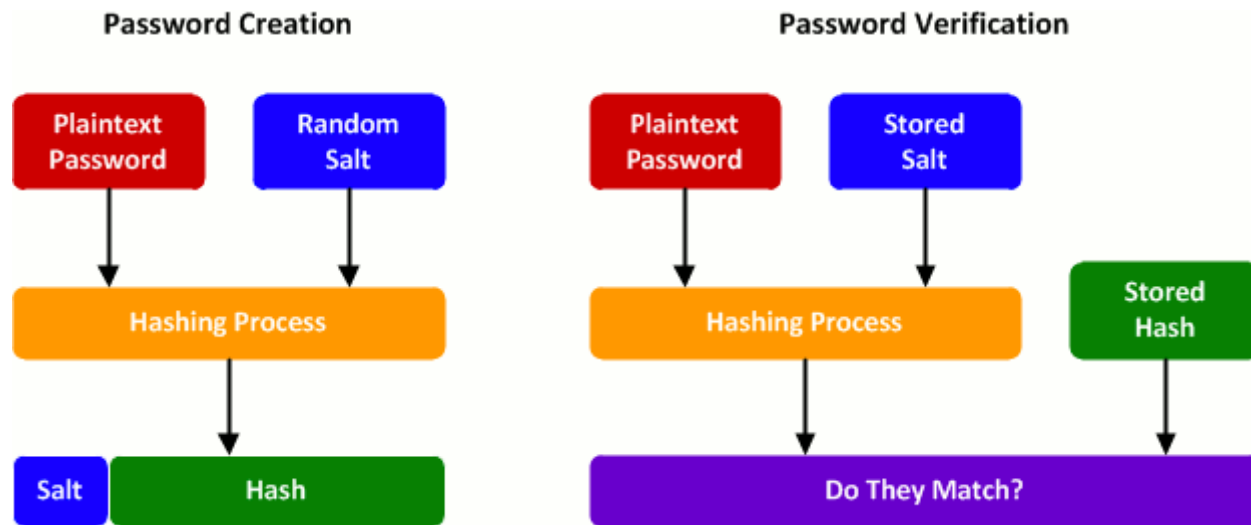 Password Creation
Plaintext
Password
Random
Salt
Hashing Process
Salt
Hash
Password Verification
Plaintext
Password
Stored
Salt
Hashing Process
Stored
Hash
Do They Match?